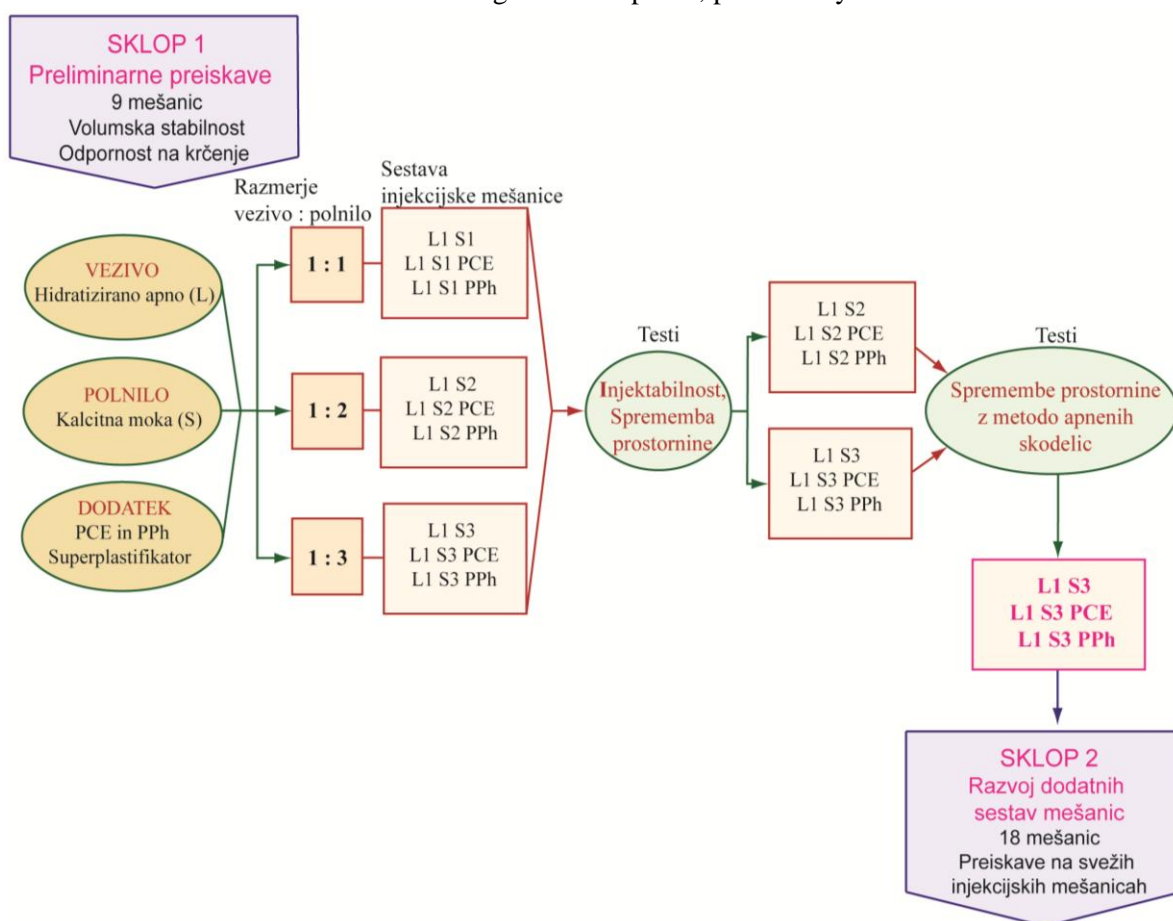 SKLOP 1
Preliminarne preiskave
9 mešanic
Volumska stabilnost
Odpornost na krčenje
Razmerje
vezivo : polnilo
Sestava
injekcijske mešanice
VEZIVO
Hidratizirano apno (L)
POLNILO
Kalcitna moka (S)
DODATEK
PCE in PPh
Superplastifikator
1 : 1
L1 S1
L1 S1 PCE
L1 S1 PPh
1 : 2
L1 S2
L1 S2 PCE
L1 S2 PPh
1 : 3
L1 S3
L1 S3 PCE
L1 S3 PPh
Testi
Injektabilnost,
Sprememba
prostornine
L1 S2
L1 S2 PCE
L1 S2 PPh
L1 S3
L1 S3 PCE
L1 S3 PPh
Testi
Spremembe prostornine
z metodo apnenih
skodelic
L1 S3
L1 S3 PCE
L1 S3 PPh
SKLOP 2
Razvoj dodatnih
sestav mešanic
18 mešanic
Preiskave na svežih
injekcijskih mešanicah